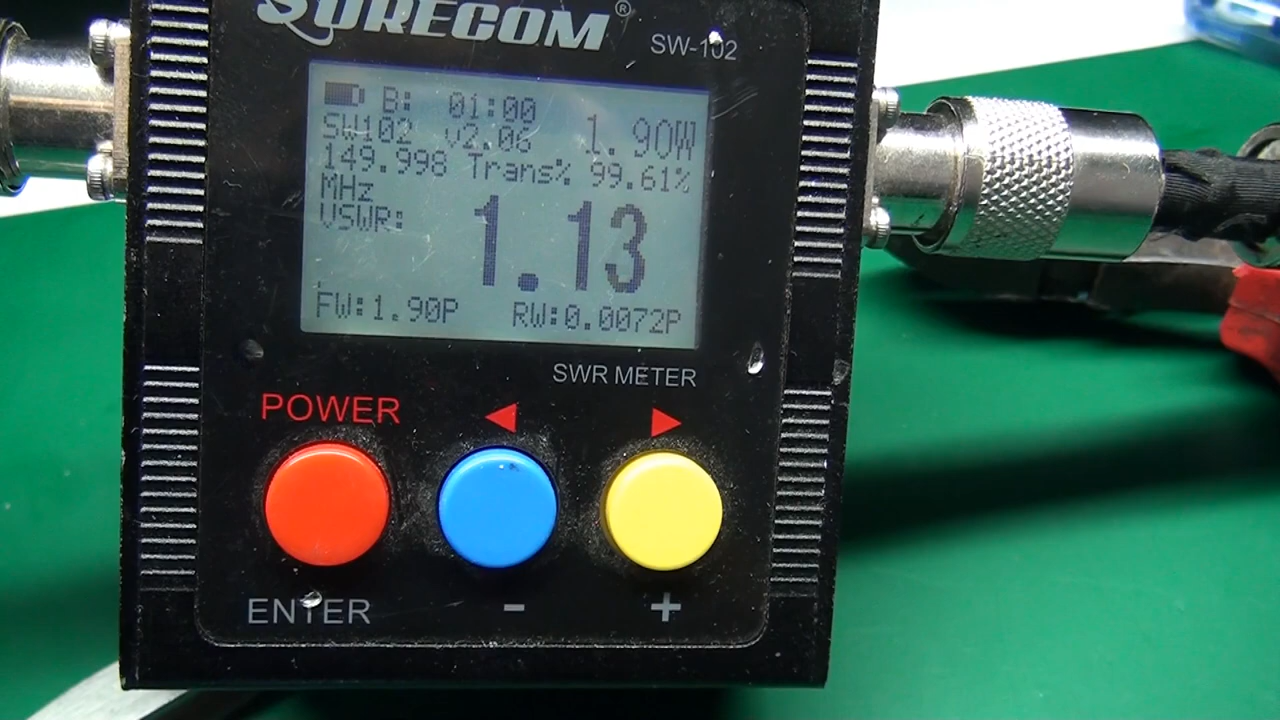 SURECOM®
SW-102
B: 01:00
SW102 v2.06 1.90W
149.998 Trans% 99.61%
MHz
VSWR: 1.13
FW:1.90P RW:0.0072P
SWR METER
POWER ◀ ▶
ENTER - +